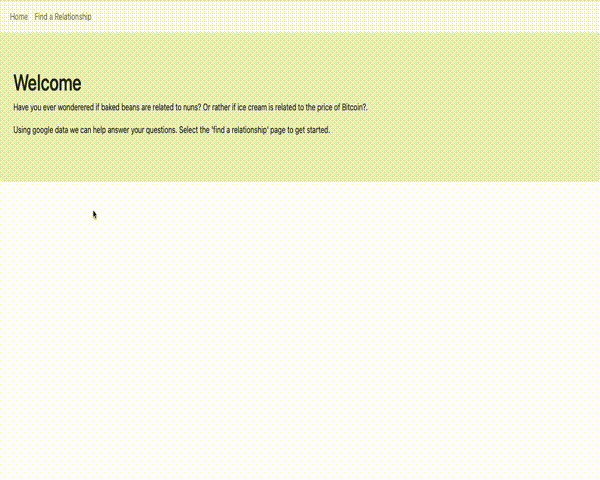 Home Find a Relationship
Welcome
Have you ever wonderered if baked beans are related to nuns? Or rather if ice cream is related to the price of Bitcoin?.
Using google data we can help answer your questions. Select the 'find a relationship' page to get started.